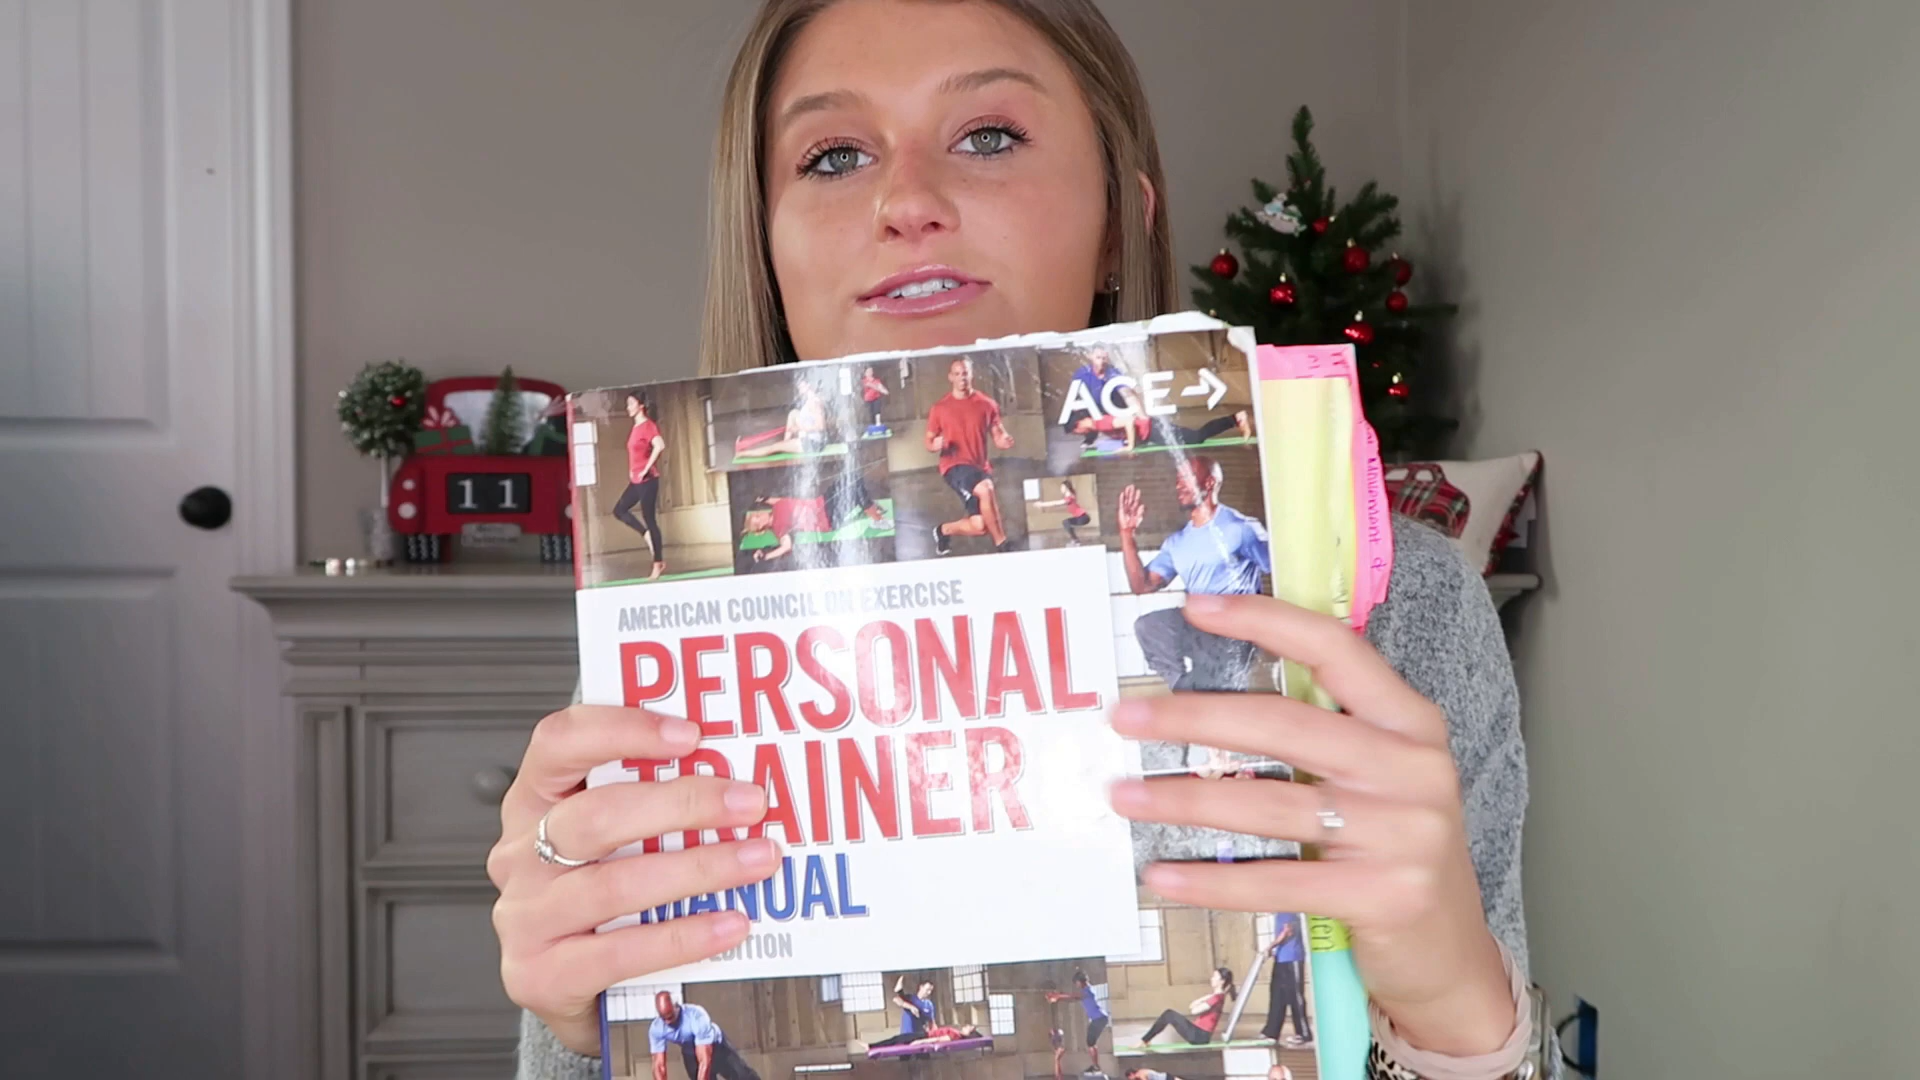 11
ACE
AMERICAN COUNCIL ON EXERCISE
PERSONAL
TRAINER
MANUAL
EDITION